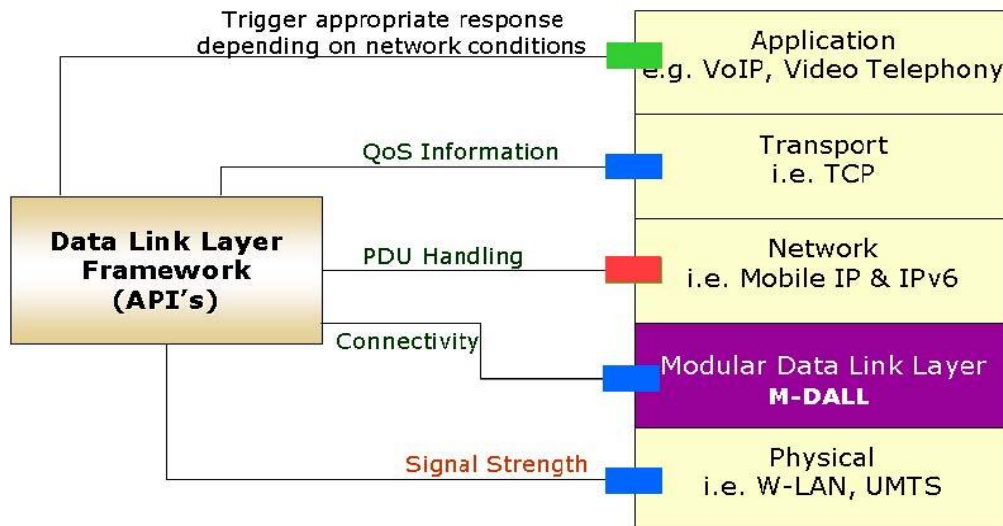 Trigger appropriate response
depending on network conditions
Application
e.g. VoIP, Video Telephony
QoS Information
Transport
i.e. TCP
Data Link Layer
Framework
(API's)
PDU Handling
Network
i.e. Mobile IP & IPv6
Connectivity
Modular Data Link Layer
M-DALL
Signal Strength
Physical
i.e. W-LAN, UMTS